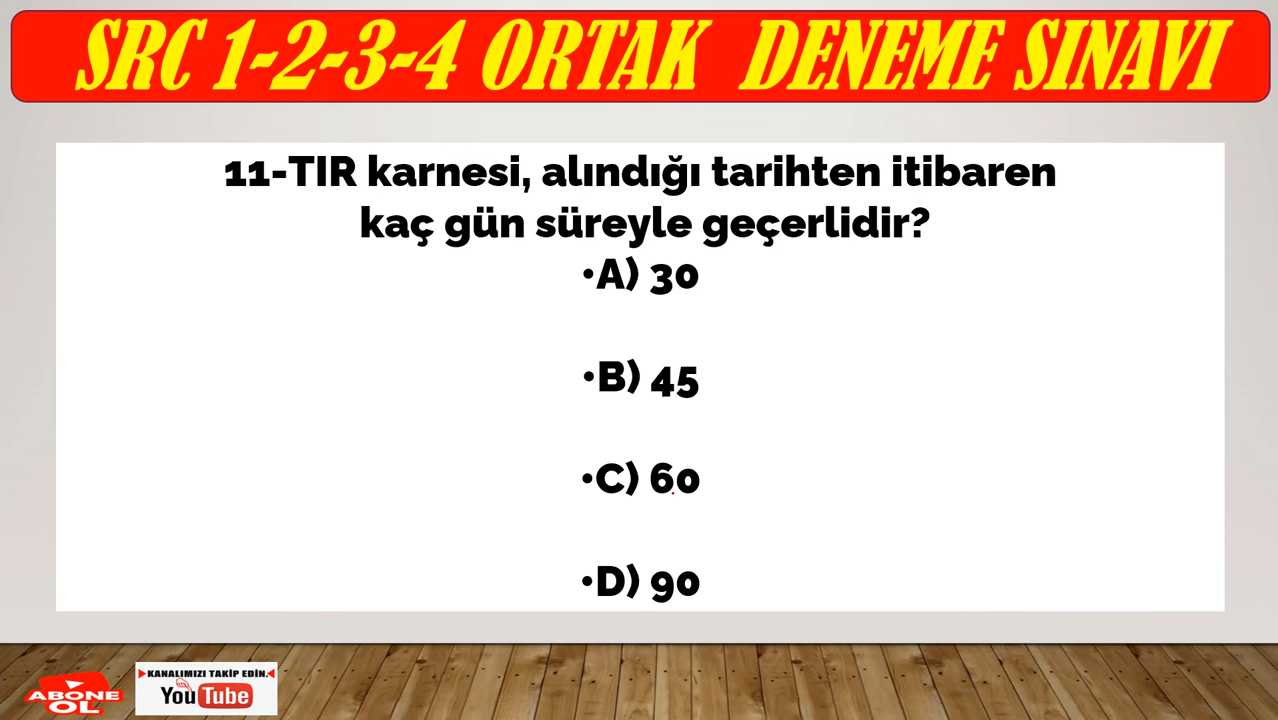 SRC 1-2-3-4 ORTAK DENEME SINAVI
11-TIR karnesi, alındığı tarihten itibaren
kaç gün süreyle geçerlidir?
•A) 30
•B) 45
•C) 60
•D) 90
KANALIMIZI TAKİP EDİN.
YouTube
ABONE
OL